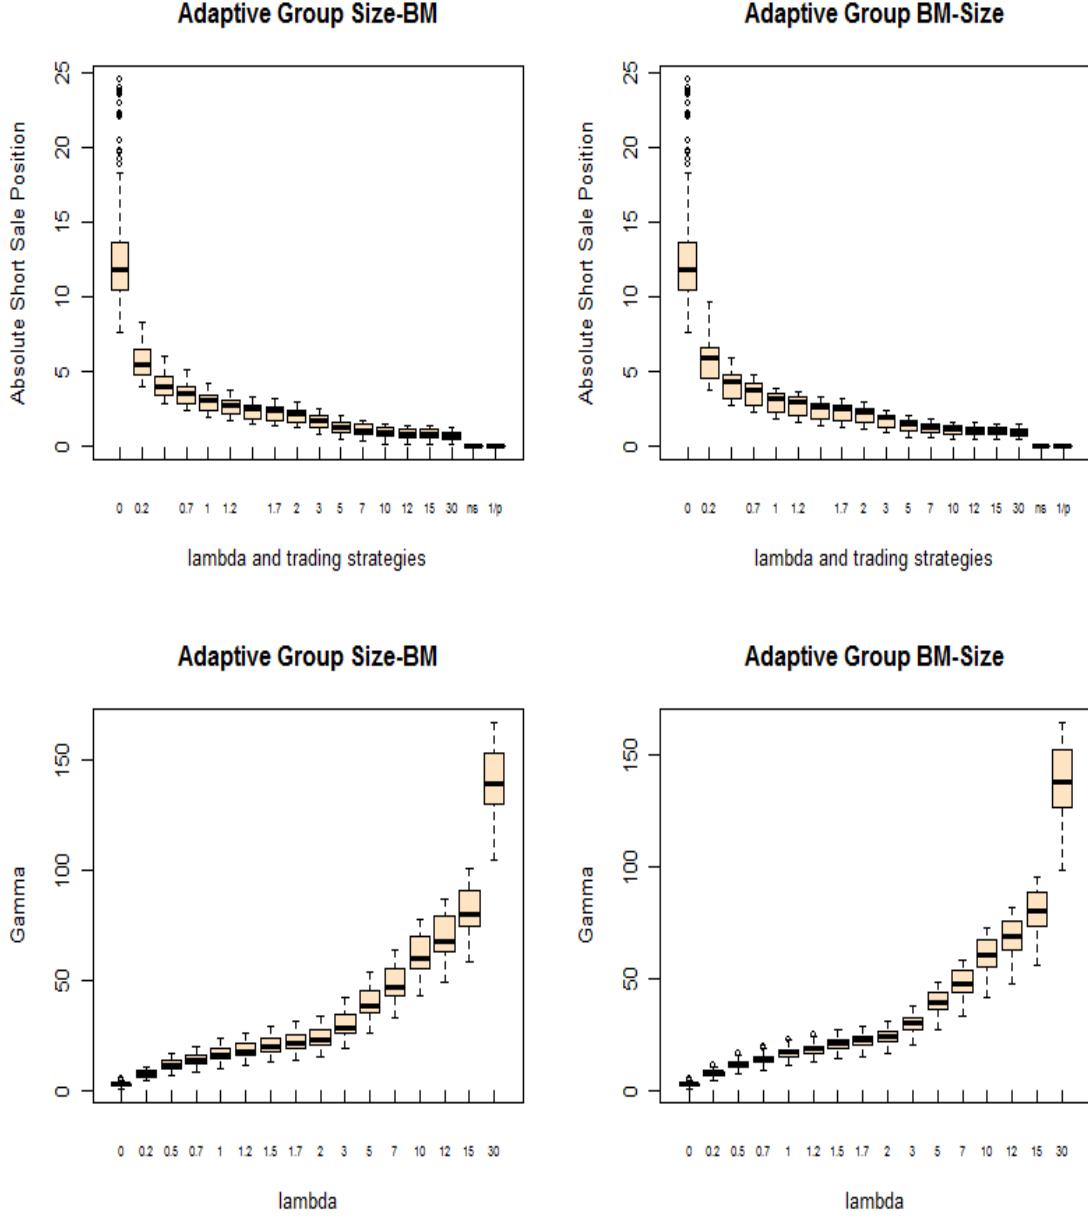 Adaptive Group Size-BM
Absolute Short Sale Position
25
20
15
10
5
0
0 0.2 0.7 1 1.2 1.7 2 3 5 7 10 12 15 30 ns 1/p
lambda and trading strategies
Adaptive Group BM-Size
Absolute Short Sale Position
25
20
15
10
5
0
0 0.2 0.7 1 1.2 1.7 2 3 5 7 10 12 15 30 ns 1/p
lambda and trading strategies
Adaptive Group Size-BM
Gamma
150
100
50
0
0 0.2 0.5 0.7 1 1.2 1.5 1.7 2 3 5 7 10 12 15 30
lambda
Adaptive Group BM-Size
Gamma
150
100
50
0
0 0.2 0.5 0.7 1 1.2 1.5 1.7 2 3 5 7 10 12 15 30
lambda